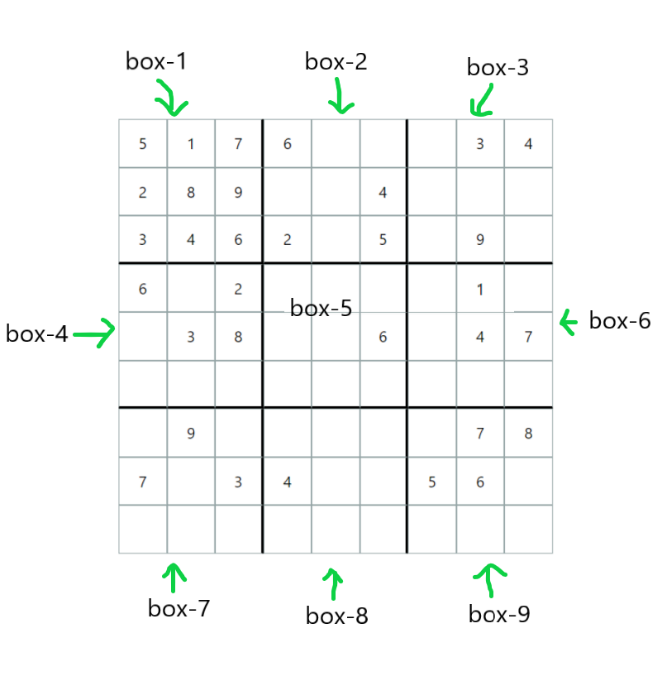 box-1 box-2 box-3
5 1 7 6 3 4
2 8 9 4
3 4 6 2 5 9
6 2 1
box-5
box-4 3 8 6 4 7 box-6
9 7 8
7 3 4 5 6
box-7 box-8 box-9